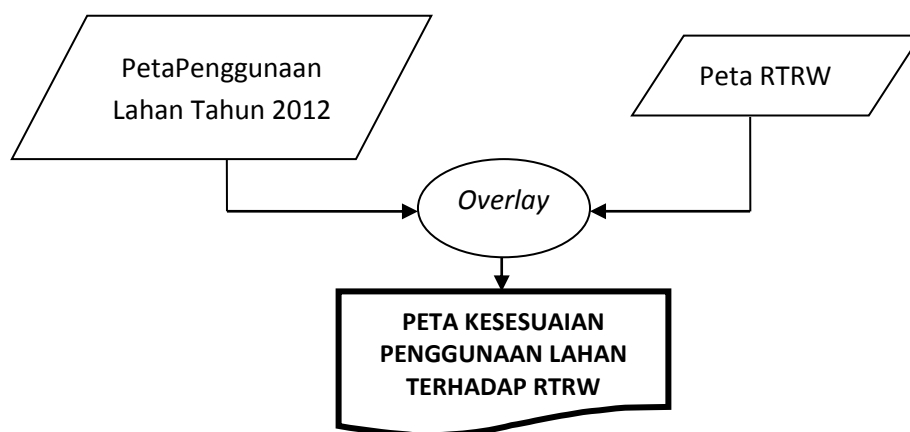 PetaPenggunaan
Lahan Tahun 2012
Peta RTRW
Overlay
PETA KESESUAIAN
PENGGUNAAN LAHAN
TERHADAP RTRW